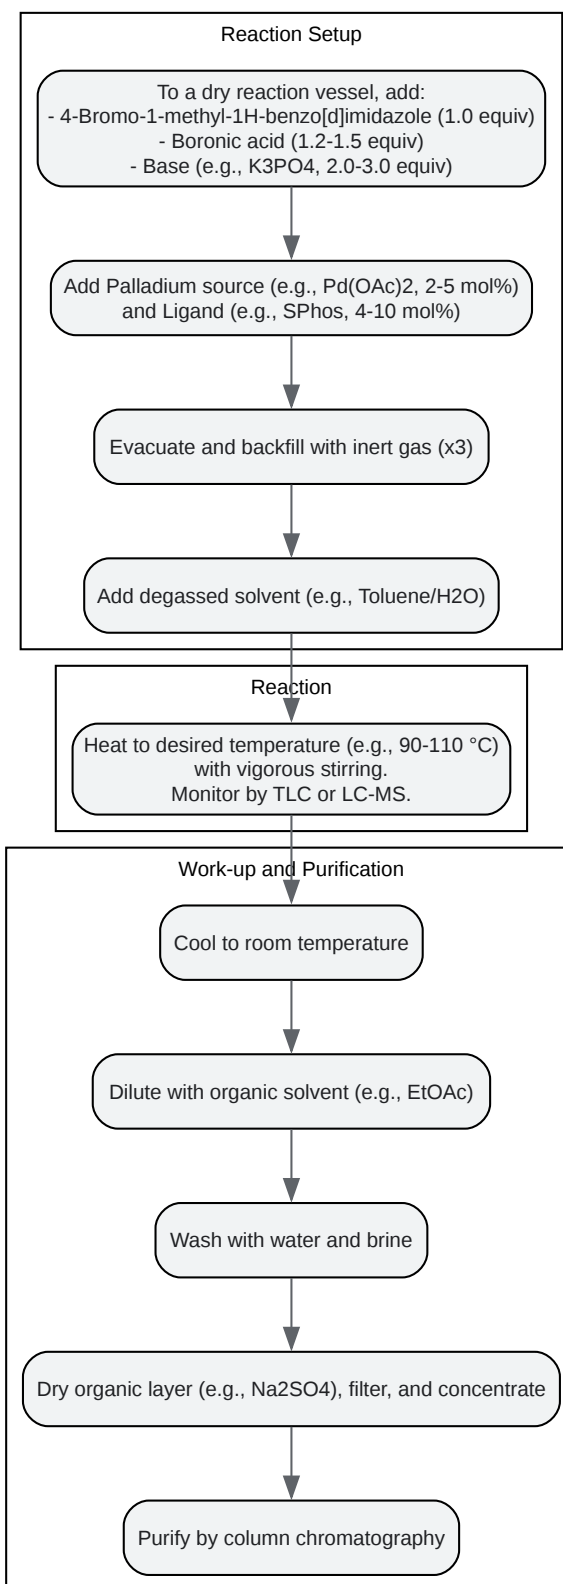 Reaction Setup
To a dry reaction vessel, add:
- 4-Bromo-1-methyl-1H-benzo[d]imidazole (1.0 equiv)
- Boronic acid (1.2-1.5 equiv)
- Base (e.g., K3PO4, 2.0-3.0 equiv)
Add Palladium source (e.g., Pd(OAc)2, 2-5 mol%)
and Ligand (e.g., SPhos, 4-10 mol%)
Evacuate and backfill with inert gas (x3)
Add degassed solvent (e.g., Toluene/H2O)
Reaction
Heat to desired temperature (e.g., 90-110 °C)
with vigorous stirring.
Monitor by TLC or LC-MS.
Work-up and Purification
Cool to room temperature
Dilute with organic solvent (e.g., EtOAc)
Wash with water and brine
Dry organic layer (e.g., Na2SO4), filter, and concentrate
Purify by column chromatography